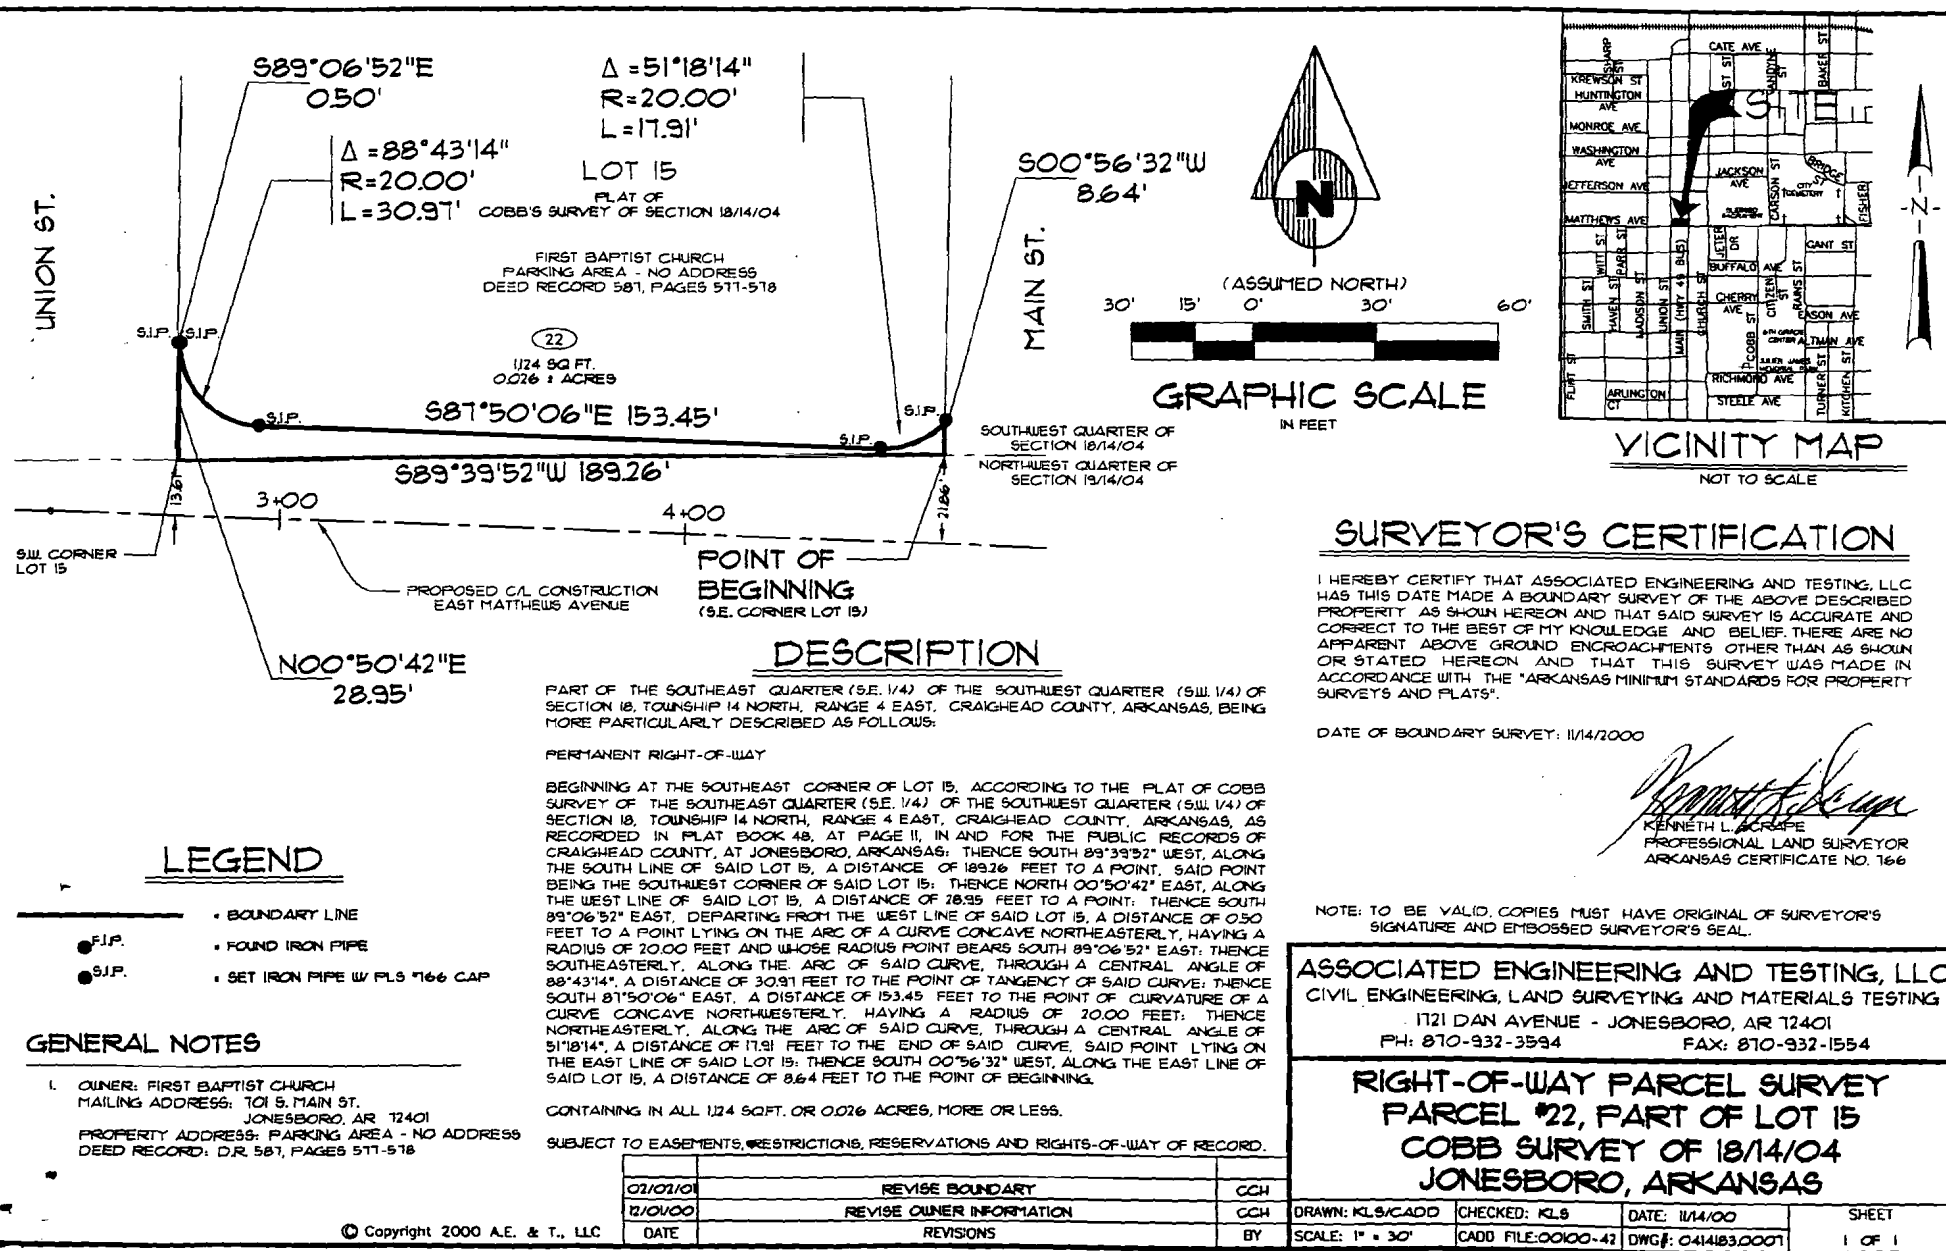 S89°06'52"E
0.50'
Δ =88°43'14"
R=20.00'
L=30.97'
Δ =51°18'14"
R=20.00'
L=17.91'
LOT 15
PLAT OF
COBB'S SURVEY OF SECTION 18/14/04
FIRST BAPTIST CHURCH
PARKING AREA - NO ADDRESS
DEED RECORD 587, PAGES 577-578
22
1,124 SQ FT.
0.026 ± ACRES
UNION ST.
MAIN ST.
S00°56'32"W
8.64'
S.I.P.
S.I.P.
S.I.P.
S.I.P.
S.I.P.
S87°50'06"E 153.45'
S89°39'52"W 189.26'
13.61'
21.86'
3+00
4+00
SOUTHWEST QUARTER OF
SECTION 18/14/04
NORTHWEST QUARTER OF
SECTION 19/14/04
S.W. CORNER
LOT 15
PROPOSED C/L CONSTRUCTION
EAST MATTHEWS AVENUE
POINT OF
BEGINNING
(S.E. CORNER LOT 15)
N00°50'42"E
28.95'
N
(ASSUMED NORTH)
30' 15' 0' 30' 60'
GRAPHIC SCALE
IN FEET
SITE
CATE AVE
SHARP ST
ST ST
VANDYNE ST
BAKER ST
KREWSON ST
HUNTINGTON AVE
MONROE AVE
WASHINGTON AVE
JEFFERSON AVE
MATTHEWS AVE
JACKSON AVE
CARSON ST
BRIDGE ST
CITY CEMETERY
FISHER
WITT ST
PARR ST
JETER DR
GANT ST
BUFFALO AVE
SMITH ST
HAVEN ST
MADISON ST
UNION ST
MAIN (HWY 49 BUS)
CHURCH ST
CHERRY AVE
CITIZEN ST
RAINS ST
EASON AVE
COBB ST
ALTMAN AVE
FLINT ST
ARLINGTON CT
RICHMOND AVE
STEELE AVE
TURNER ST
KITCHEN ST
-N-
VICINITY MAP
NOT TO SCALE
SURVEYOR'S CERTIFICATION
I HEREBY CERTIFY THAT ASSOCIATED ENGINEERING AND TESTING, LLC
HAS THIS DATE MADE A BOUNDARY SURVEY OF THE ABOVE DESCRIBED
PROPERTY AS SHOWN HEREON AND THAT SAID SURVEY IS ACCURATE AND
CORRECT TO THE BEST OF MY KNOWLEDGE AND BELIEF. THERE ARE NO
APPARENT ABOVE GROUND ENCROACHMENTS OTHER THAN AS SHOWN
OR STATED HEREON AND THAT THIS SURVEY WAS MADE IN
ACCORDANCE WITH THE "ARKANSAS MINIMUM STANDARDS FOR PROPERTY
SURVEYS AND PLATS".
DATE OF BOUNDARY SURVEY: 11/14/2000
KENNETH L. SCRAPE
PROFESSIONAL LAND SURVEYOR
ARKANSAS CERTIFICATE NO. 766
NOTE: TO BE VALID, COPIES MUST HAVE ORIGINAL OF SURVEYOR'S
SIGNATURE AND EMBOSSED SURVEYOR'S SEAL.
DESCRIPTION
PART OF THE SOUTHEAST QUARTER (S.E. 1/4) OF THE SOUTHWEST QUARTER (S.W. 1/4) OF
SECTION 18, TOWNSHIP 14 NORTH, RANGE 4 EAST, CRAIGHEAD COUNTY, ARKANSAS, BEING
MORE PARTICULARLY DESCRIBED AS FOLLOWS:
PERMANENT RIGHT-OF-WAY
BEGINNING AT THE SOUTHEAST CORNER OF LOT 15, ACCORDING TO THE PLAT OF COBB
SURVEY OF THE SOUTHEAST QUARTER (S.E. 1/4) OF THE SOUTHWEST QUARTER (S.W. 1/4) OF
SECTION 18, TOWNSHIP 14 NORTH, RANGE 4 EAST, CRAIGHEAD COUNTY, ARKANSAS, AS
RECORDED IN PLAT BOOK 48, AT PAGE 11, IN AND FOR THE PUBLIC RECORDS OF
CRAIGHEAD COUNTY, AT JONESBORO, ARKANSAS: THENCE SOUTH 89°39'52" WEST, ALONG
THE SOUTH LINE OF SAID LOT 15, A DISTANCE OF 189.26 FEET TO A POINT, SAID POINT
BEING THE SOUTHWEST CORNER OF SAID LOT 15: THENCE NORTH 00°50'42" EAST, ALONG
THE WEST LINE OF SAID LOT 15, A DISTANCE OF 28.95 FEET TO A POINT: THENCE SOUTH
89°06'52" EAST, DEPARTING FROM THE WEST LINE OF SAID LOT 15, A DISTANCE OF 0.50
FEET TO A POINT LYING ON THE ARC OF A CURVE CONCAVE NORTHEASTERLY, HAVING A
RADIUS OF 20.00 FEET AND WHOSE RADIUS POINT BEARS SOUTH 89°06'52" EAST: THENCE
SOUTHEASTERLY, ALONG THE ARC OF SAID CURVE, THROUGH A CENTRAL ANGLE OF
88°43'14", A DISTANCE OF 30.97 FEET TO THE POINT OF TANGENCY OF SAID CURVE: THENCE
SOUTH 87°50'06" EAST, A DISTANCE OF 153.45 FEET TO THE POINT OF CURVATURE OF A
CURVE CONCAVE NORTHWESTERLY, HAVING A RADIUS OF 20.00 FEET: THENCE
NORTHEASTERLY, ALONG THE ARC OF SAID CURVE, THROUGH A CENTRAL ANGLE OF
51°18'14", A DISTANCE OF 17.91 FEET TO THE END OF SAID CURVE, SAID POINT LYING ON
THE EAST LINE OF SAID LOT 15: THENCE SOUTH 00°56'32" WEST, ALONG THE EAST LINE OF
SAID LOT 15, A DISTANCE OF 8.64 FEET TO THE POINT OF BEGINNING.
CONTAINING IN ALL 1,124 SQ.FT. OR 0.026 ACRES, MORE OR LESS.
SUBJECT TO EASEMENTS, RESTRICTIONS, RESERVATIONS AND RIGHTS-OF-WAY OF RECORD.
LEGEND
= BOUNDARY LINE
F.I.P. = FOUND IRON PIPE
S.I.P. = SET IRON PIPE W/ PLS #766 CAP
GENERAL NOTES
1. OWNER: FIRST BAPTIST CHURCH
MAILING ADDRESS: 701 S. MAIN ST.
JONESBORO, AR 72401
PROPERTY ADDRESS: PARKING AREA - NO ADDRESS
DEED RECORD: D.R. 587, PAGES 577-578
© Copyright 2000 A.E. & T., LLC
02/02/01 REVISE BOUNDARY CCH
12/01/00 REVISE OWNER INFORMATION CCH
DATE REVISIONS BY
ASSOCIATED ENGINEERING AND TESTING, LLC
CIVIL ENGINEERING, LAND SURVEYING AND MATERIALS TESTING
1721 DAN AVENUE - JONESBORO, AR 72401
PH: 870-932-3594 FAX: 870-932-1554
RIGHT-OF-WAY PARCEL SURVEY
PARCEL #22, PART OF LOT 15
COBB SURVEY OF 18/14/04
JONESBORO, ARKANSAS
DRAWN: KLS/CADD CHECKED: KLS DATE: 11/14/00 SHEET
SCALE: 1" = 30' CADD FILE:00100-42 DWG#: 0414183.0007 1 OF 1